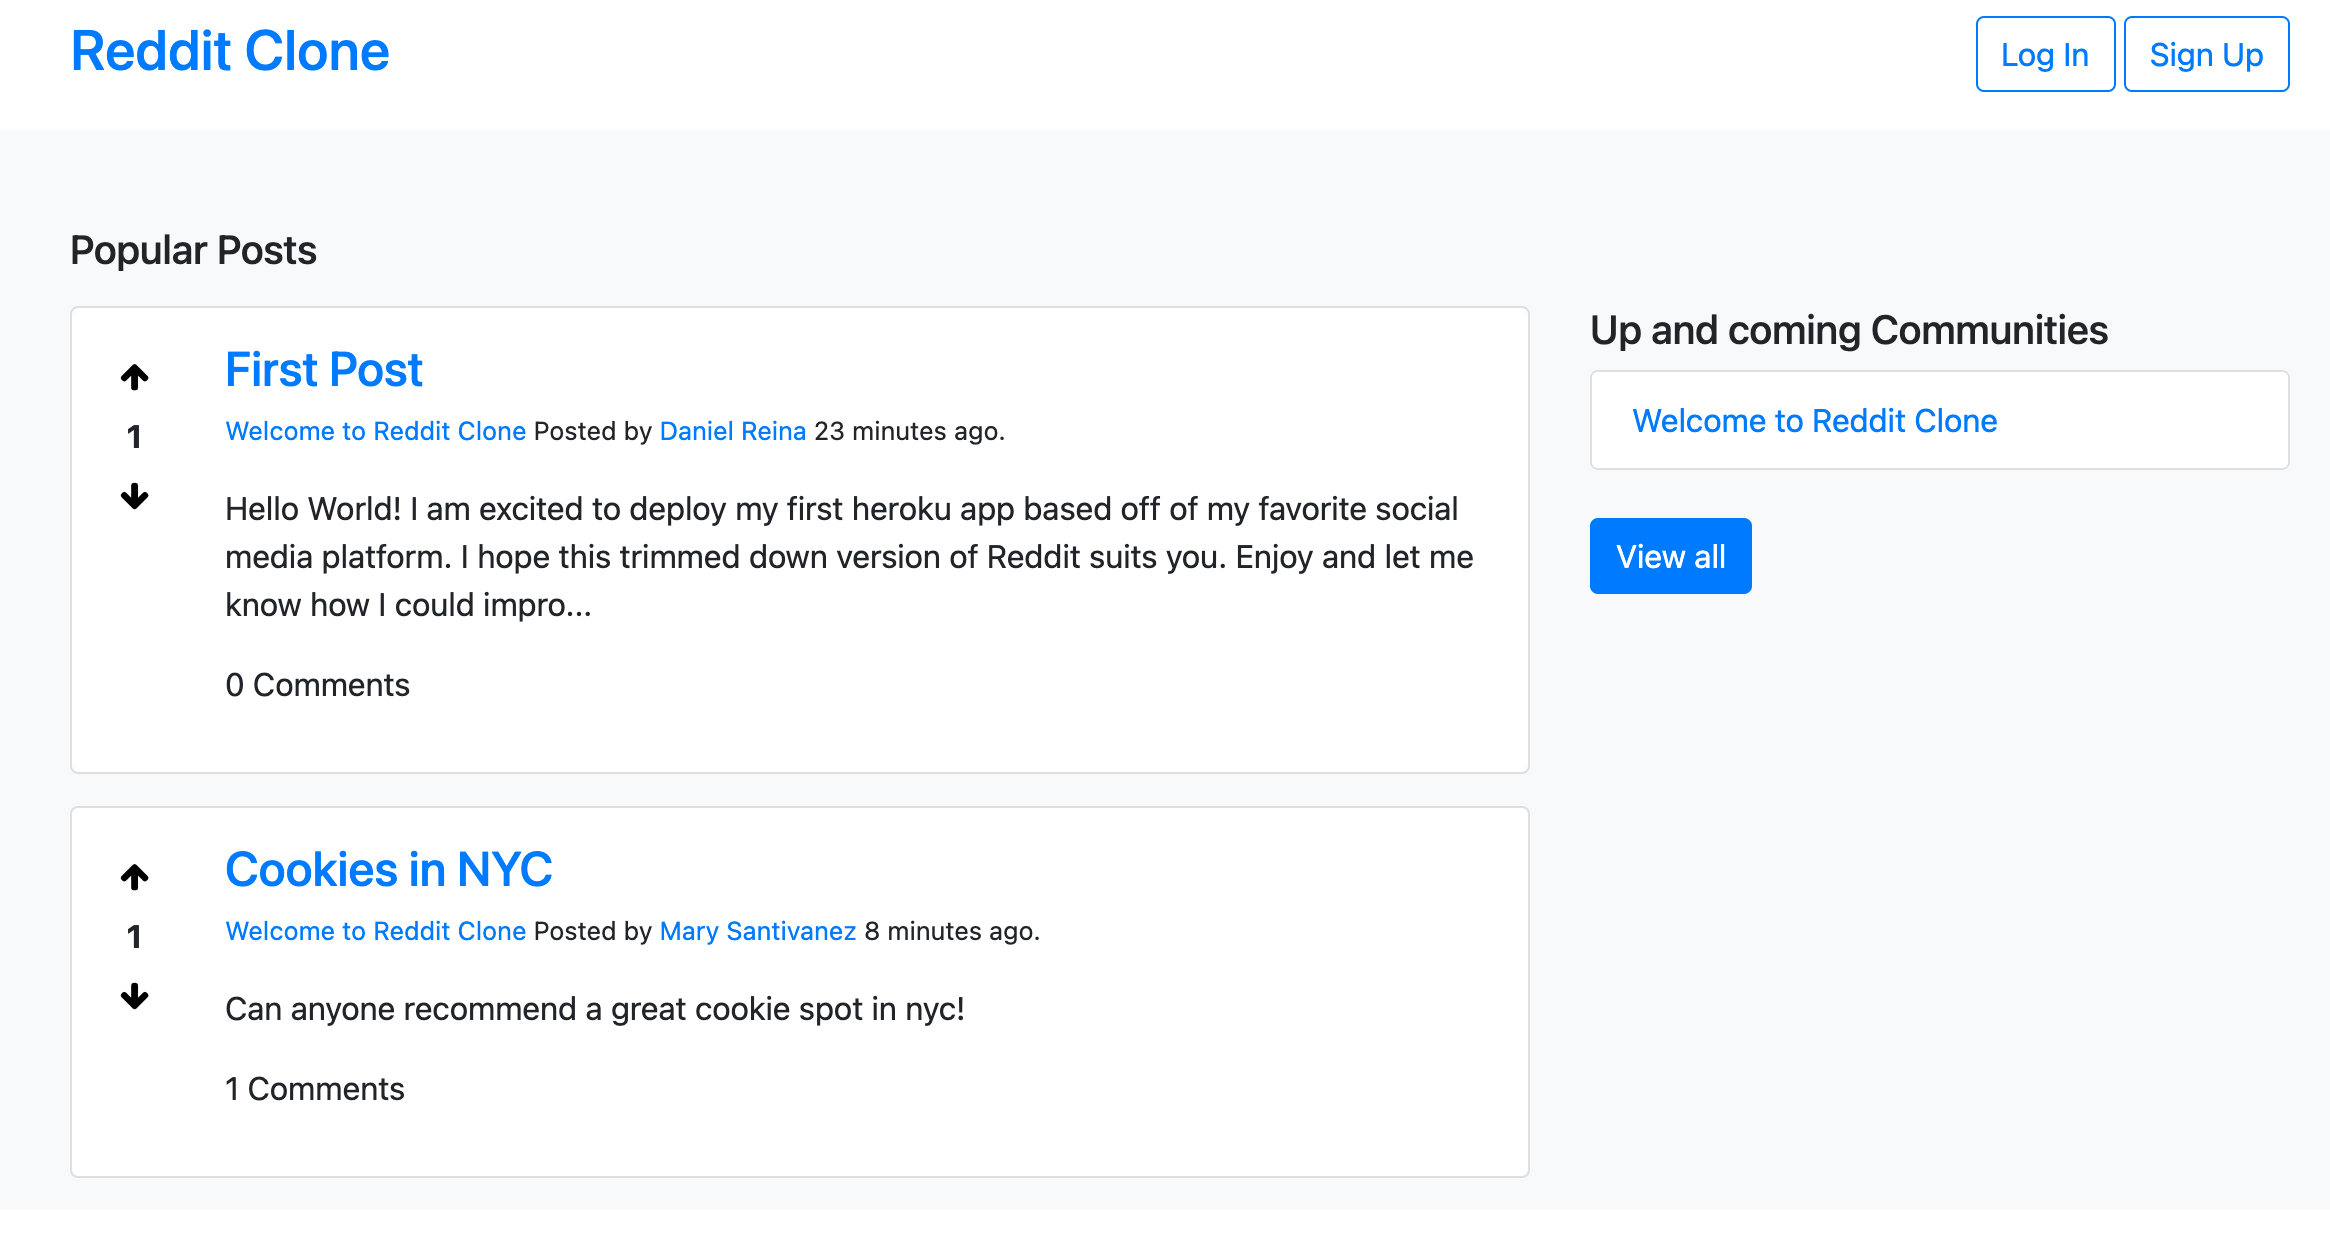 Reddit Clone
Log In
Sign Up
Popular Posts
First Post
1
Welcome to Reddit Clone Posted by Daniel Reina 23 minutes ago.
Hello World! I am excited to deploy my first heroku app based off of my favorite social
media platform. I hope this trimmed down version of Reddit suits you. Enjoy and let me
know how I could impro...
0 Comments
Cookies in NYC
1
Welcome to Reddit Clone Posted by Mary Santivanez 8 minutes ago.
Can anyone recommend a great cookie spot in nyc!
1 Comments
Up and coming Communities
Welcome to Reddit Clone
View all